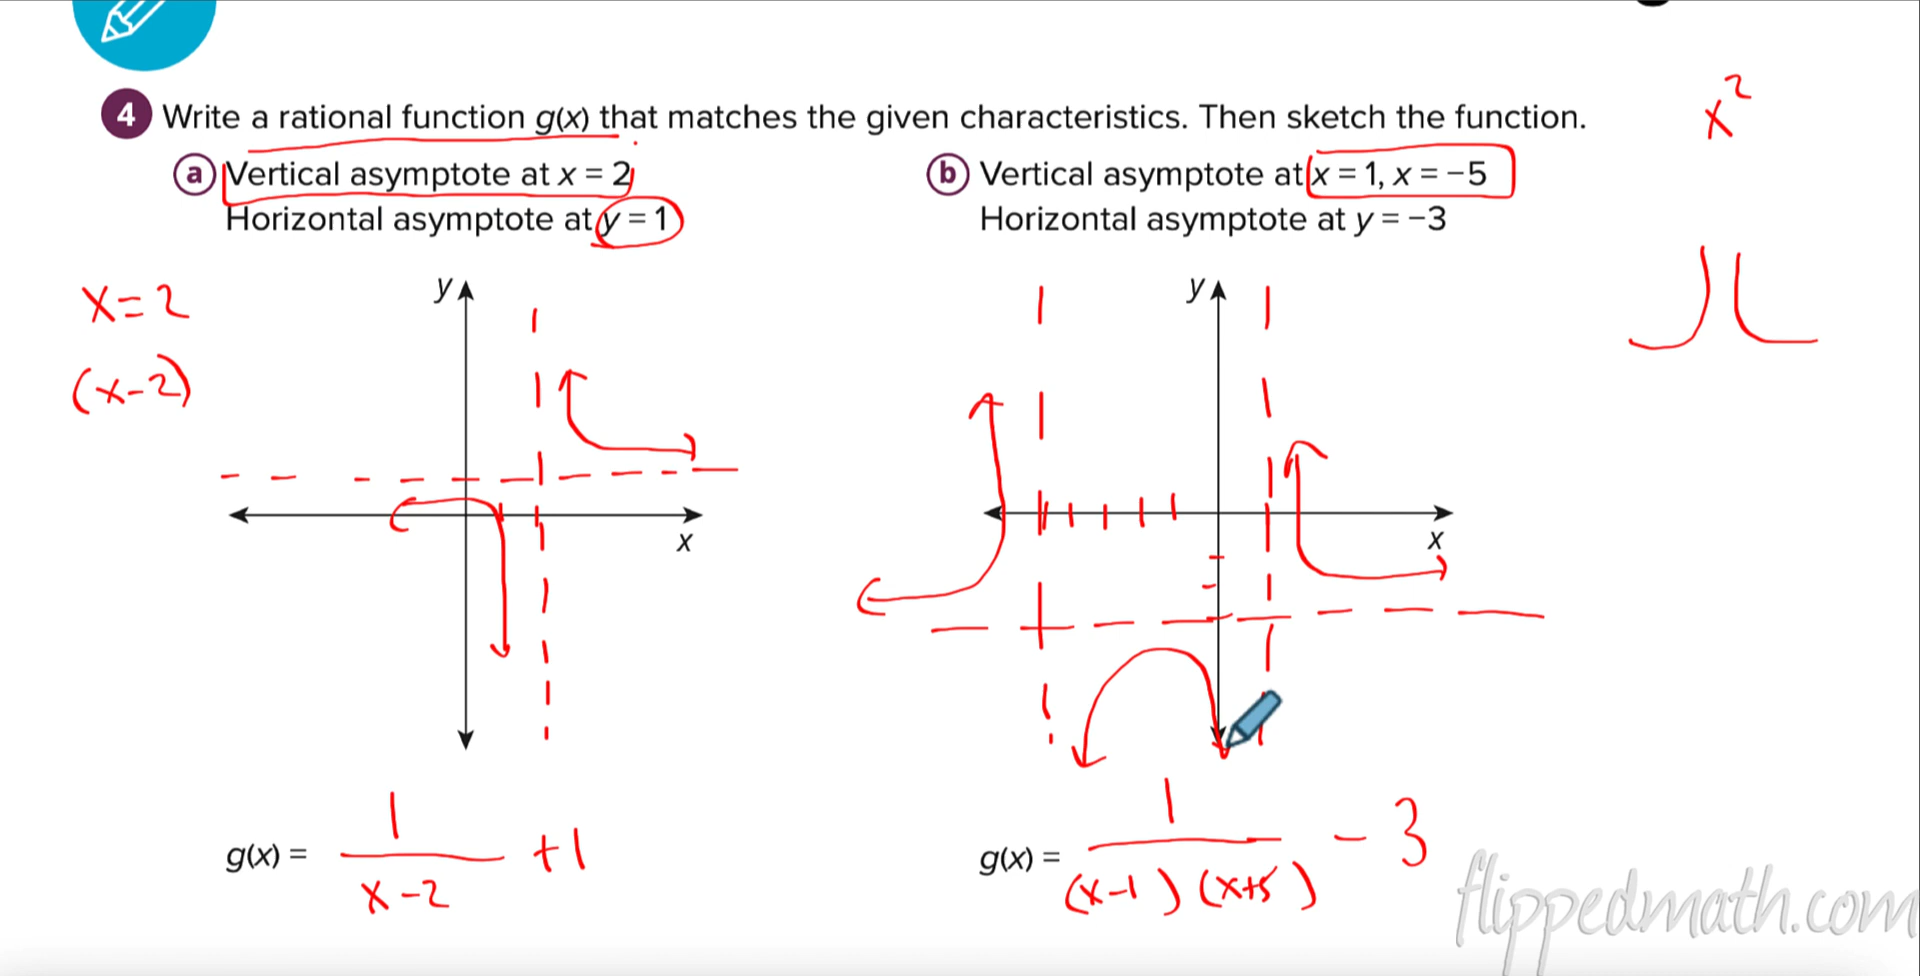 4 Write a rational function g(x) that matches the given characteristics. Then sketch the function.
x²
a Vertical asymptote at x = 2,
Horizontal asymptote at y = 1
b Vertical asymptote at x = 1, x = −5
Horizontal asymptote at y = −3
x=2
(x-2)
y
x
y
x
g(x) = 1/(x-2) +1
g(x) = 1/((x-1)(x+5)) - 3
flippedmath.com